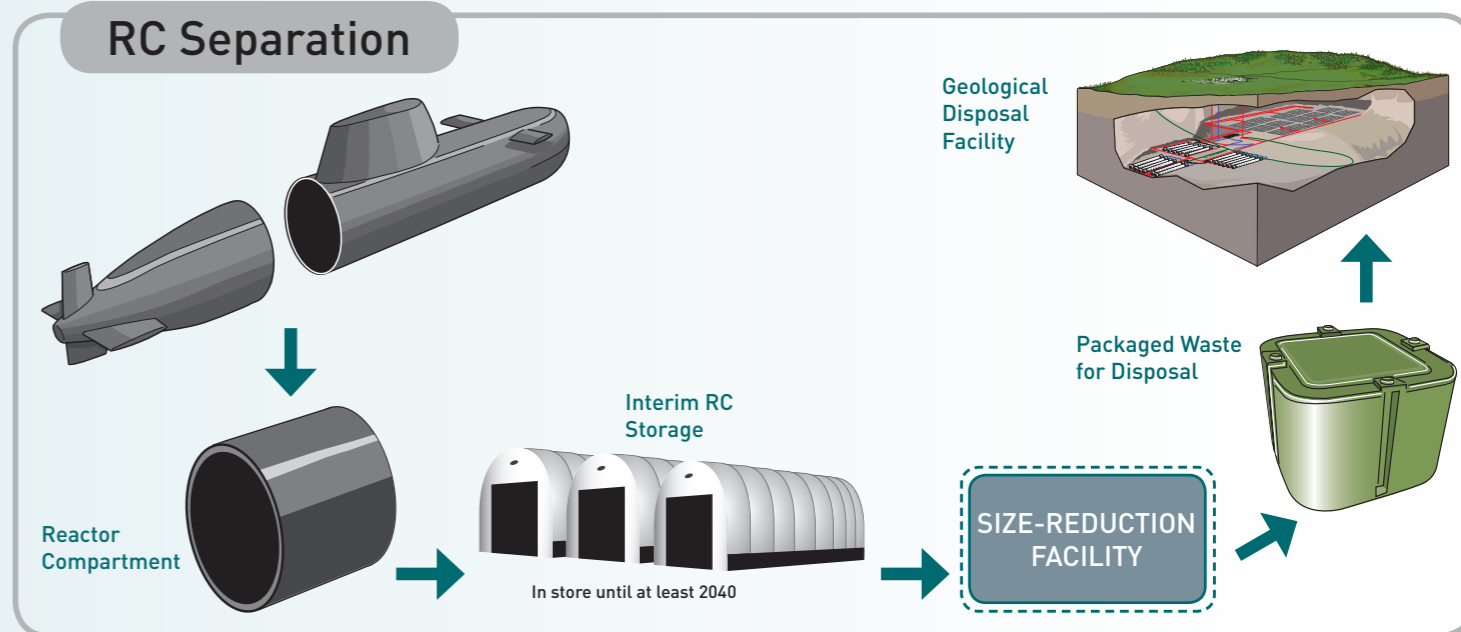 RC Separation
Reactor
Compartment
Interim RC
Storage
In store until at least 2040
SIZE-REDUCTION
FACILITY
Packaged Waste
for Disposal
Geological
Disposal
Facility